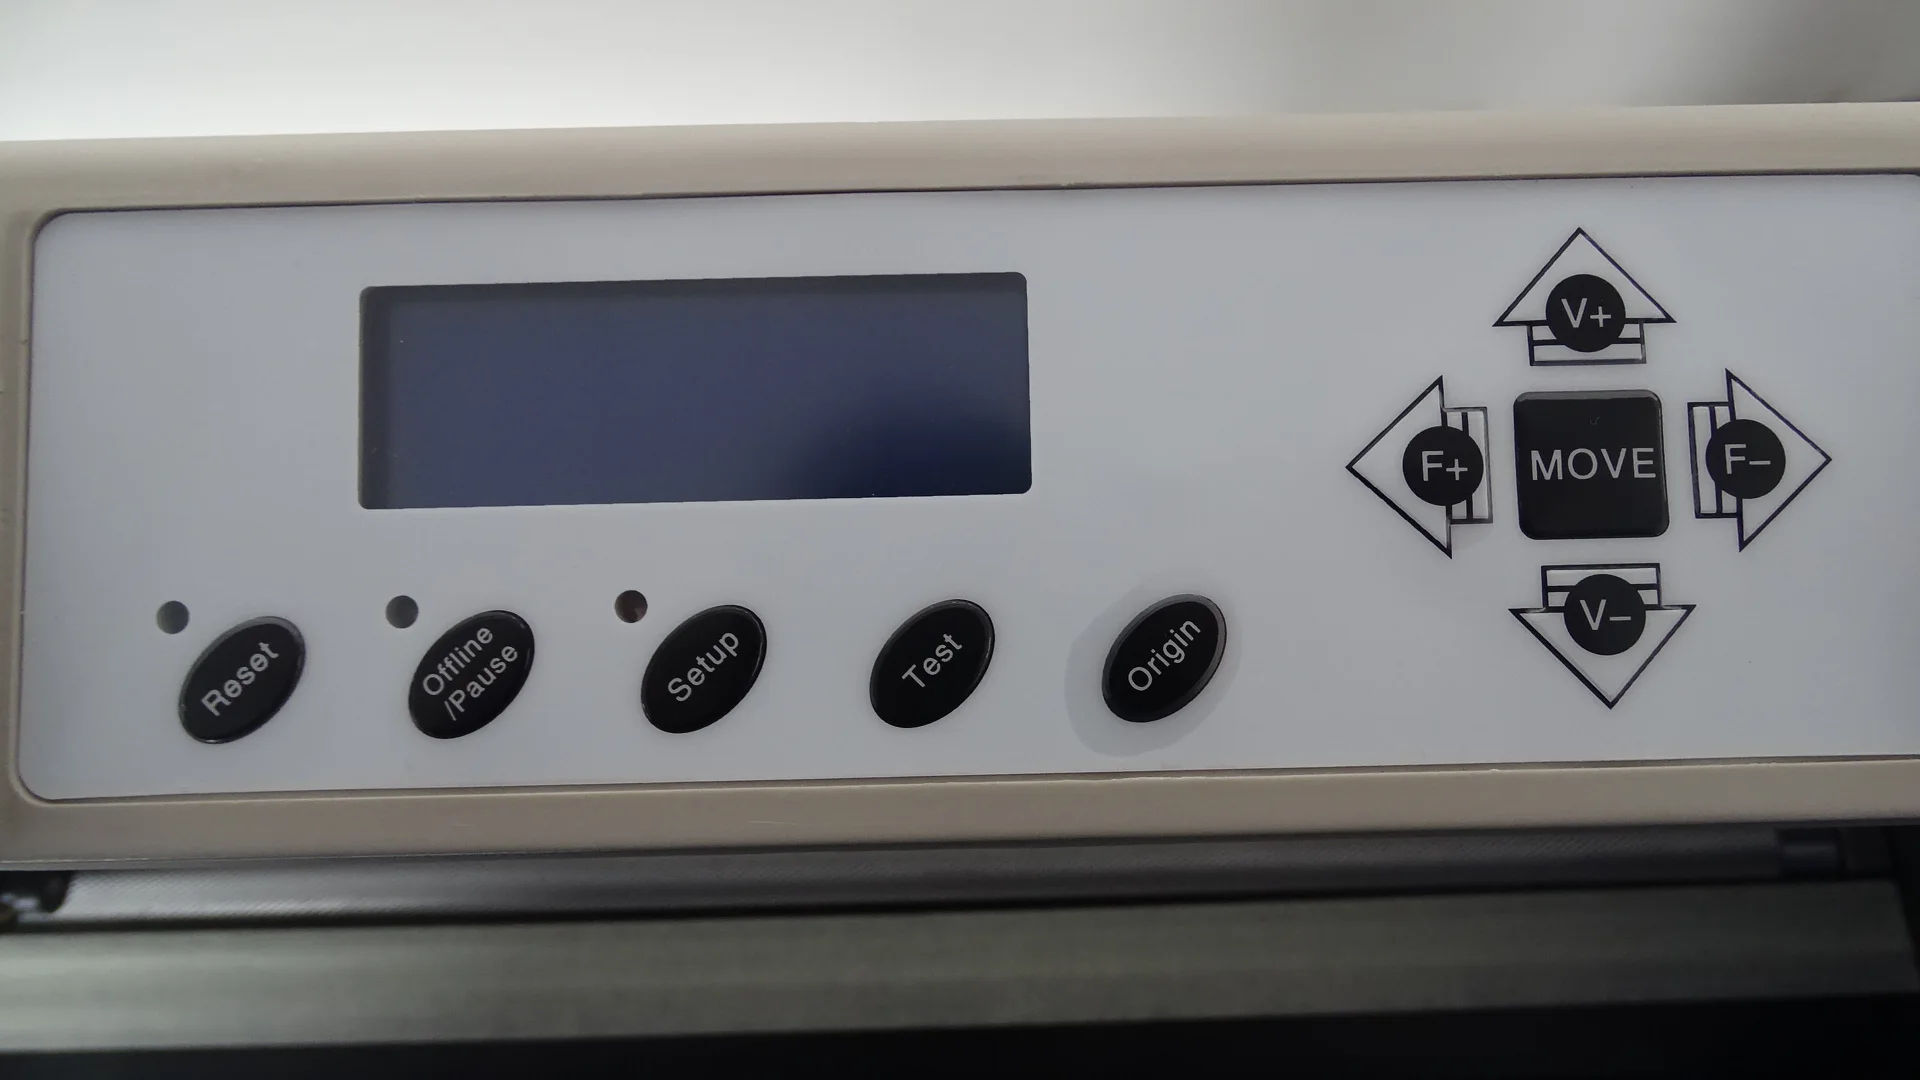 V+
F+
MOVE
F−
V−
Reset
Offline
/Pause
Setup
Test
Origin